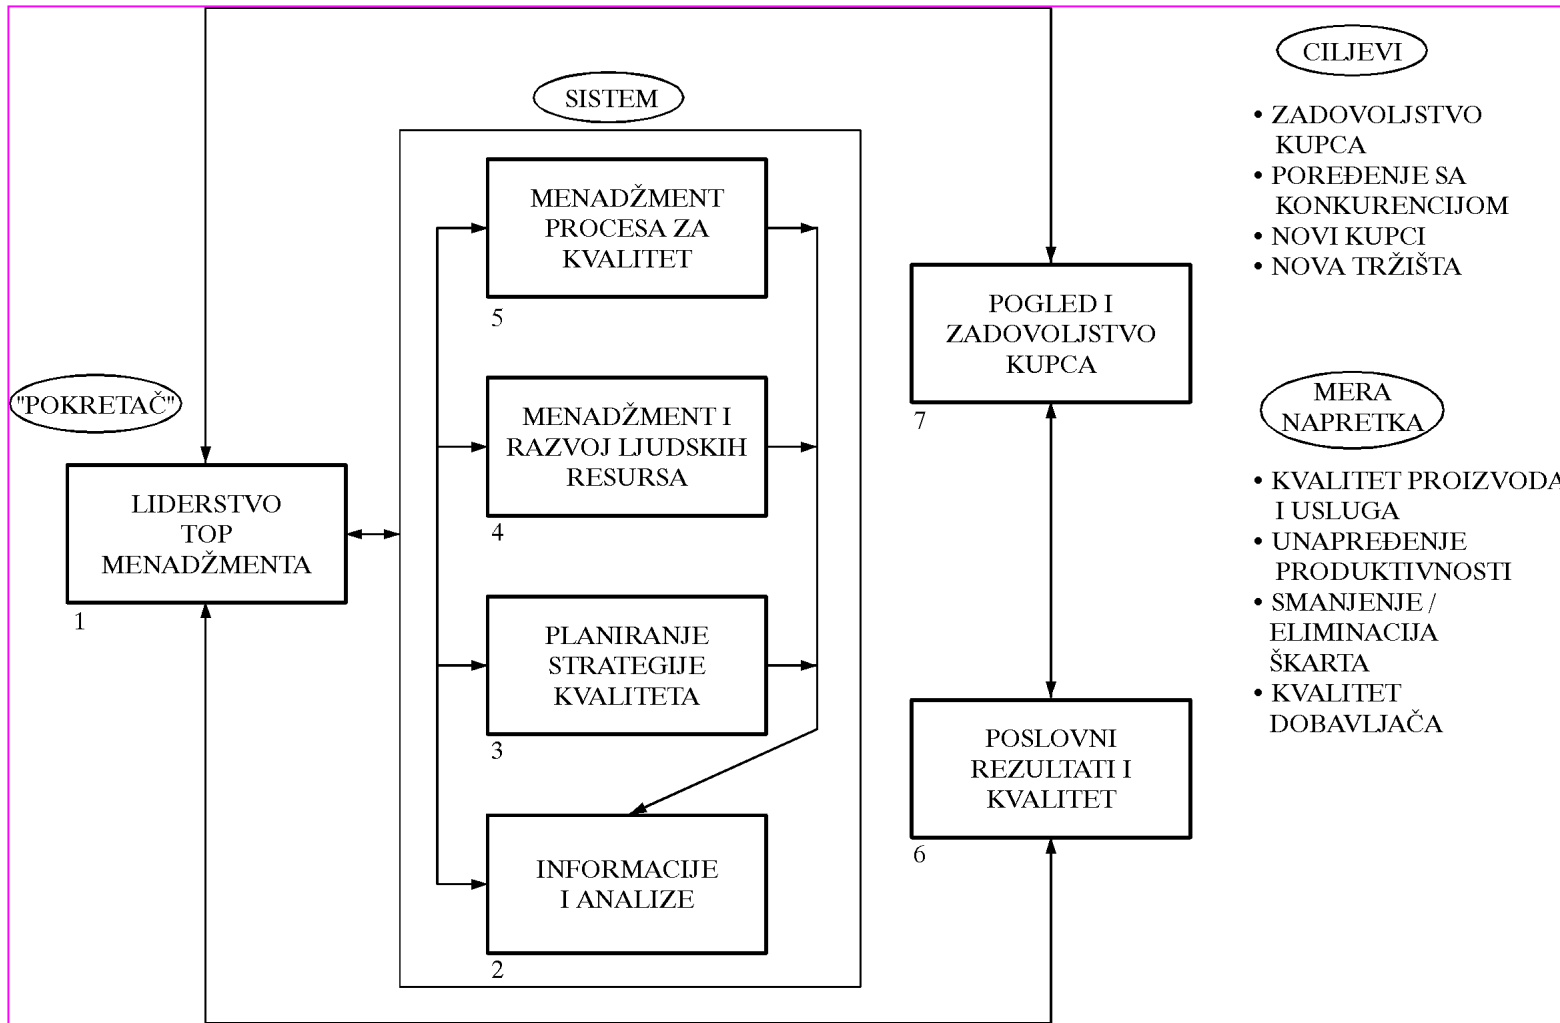 "POKRETAČ"
LIDERSTVO
TOP
MENADŽMENTA
1
SISTEM
MENADŽMENT
PROCESA ZA
KVALITET
5
MENADŽMENT I
RAZVOJ LJUDSKIH
RESURSA
4
PLANIRANJE
STRATEGIJE
KVALITETA
3
INFORMACIJE
I ANALIZE
2
POGLED I
ZADOVOLJSTVO
KUPCA
7
POSLOVNI
REZULTATI I
KVALITET
6
CILJEVI
• ZADOVOLJSTVO
KUPCA
• POREĐENJE SA
KONKURENCIJOM
• NOVI KUPCI
• NOVA TRŽIŠTA
MERA
NAPRETKA
• KVALITET PROIZVODA
I USLUGA
• UNAPREĐENJE
PRODUKTIVNOSTI
• SMANJENJE /
ELIMINACIJA
ŠKARTA
• KVALITET
DOBAVLJAČA